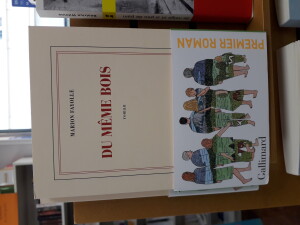 MARION FAYOLLE
DU MÊME BOIS
roman
PREMIER ROMAN
Gallimard